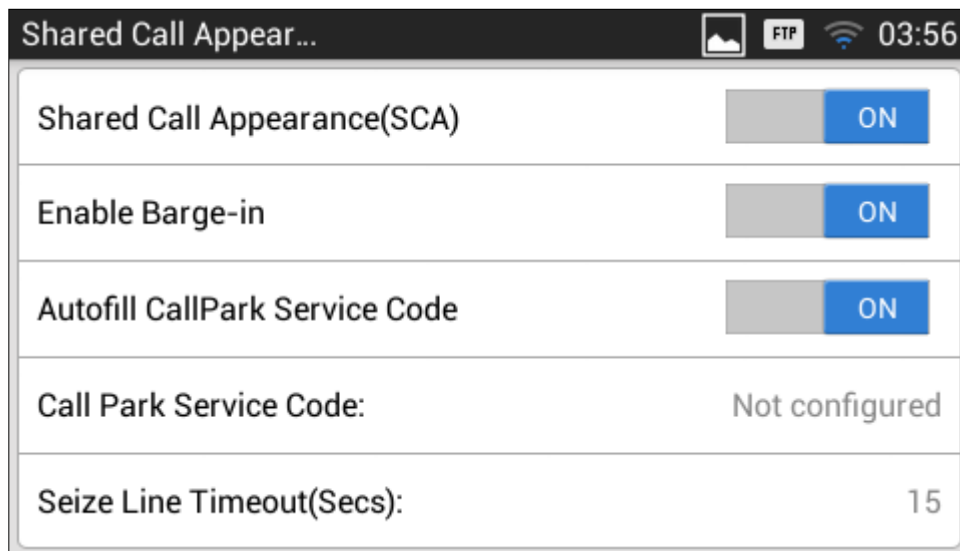 Shared Call Appear... FTP 03:56
Shared Call Appearance(SCA) ON
Enable Barge-in ON
Autofill CallPark Service Code ON
Call Park Service Code: Not configured
Seize Line Timeout(Secs): 15